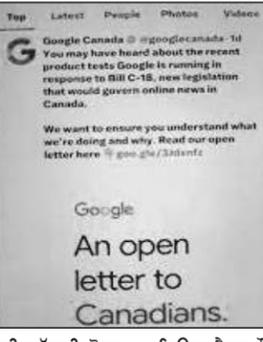 Top Latest People Photos Videos
Google Canada @googlecanada·1d
You may have heard about the recent
product tests Google is running in
response to Bill C-18, new legislation
that would govern online news in
Canada.
We want to ensure you understand what
we're doing and why. Read our open
letter here
Google
An open
letter to
Canadians.